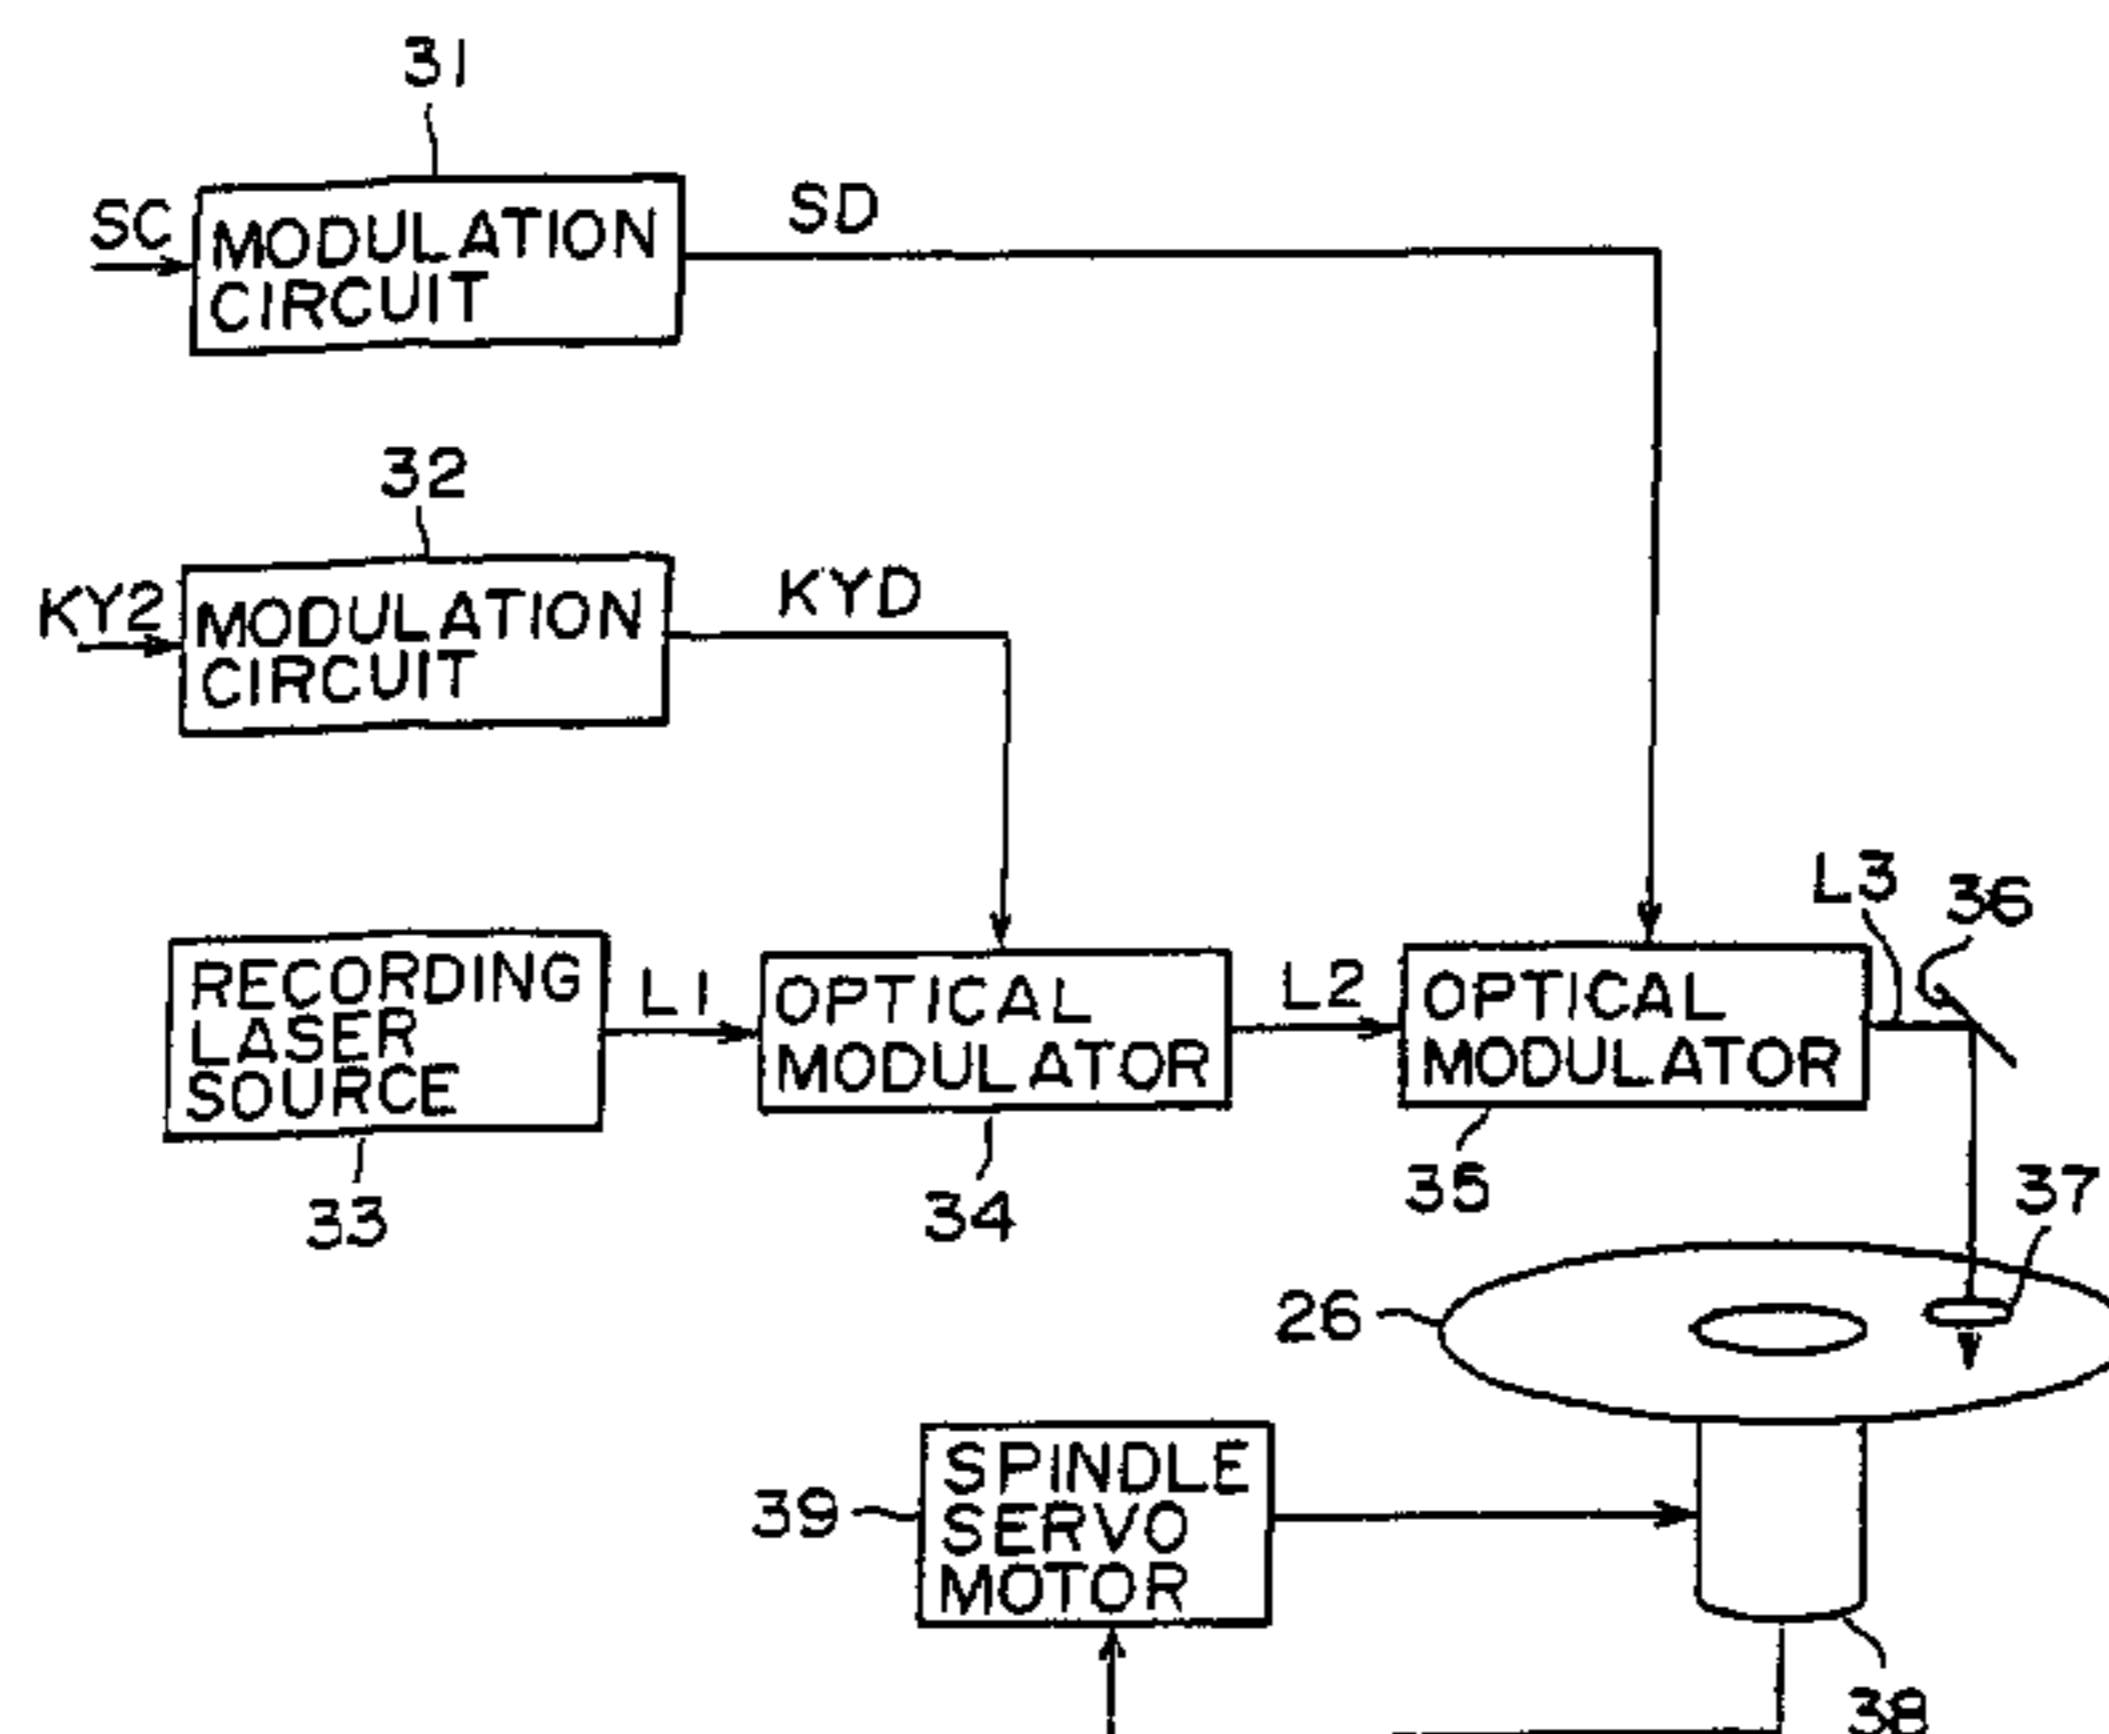 31
SC
MODULATION
CIRCUIT
SD
32
KY2
MODULATION
CIRCUIT
KYD
RECORDING
LASER
SOURCE
33
L1
OPTICAL
MODULATOR
34
L2
OPTICAL
MODULATOR
35
L3
36
37
26
SPINDLE
SERVO
MOTOR
39
38